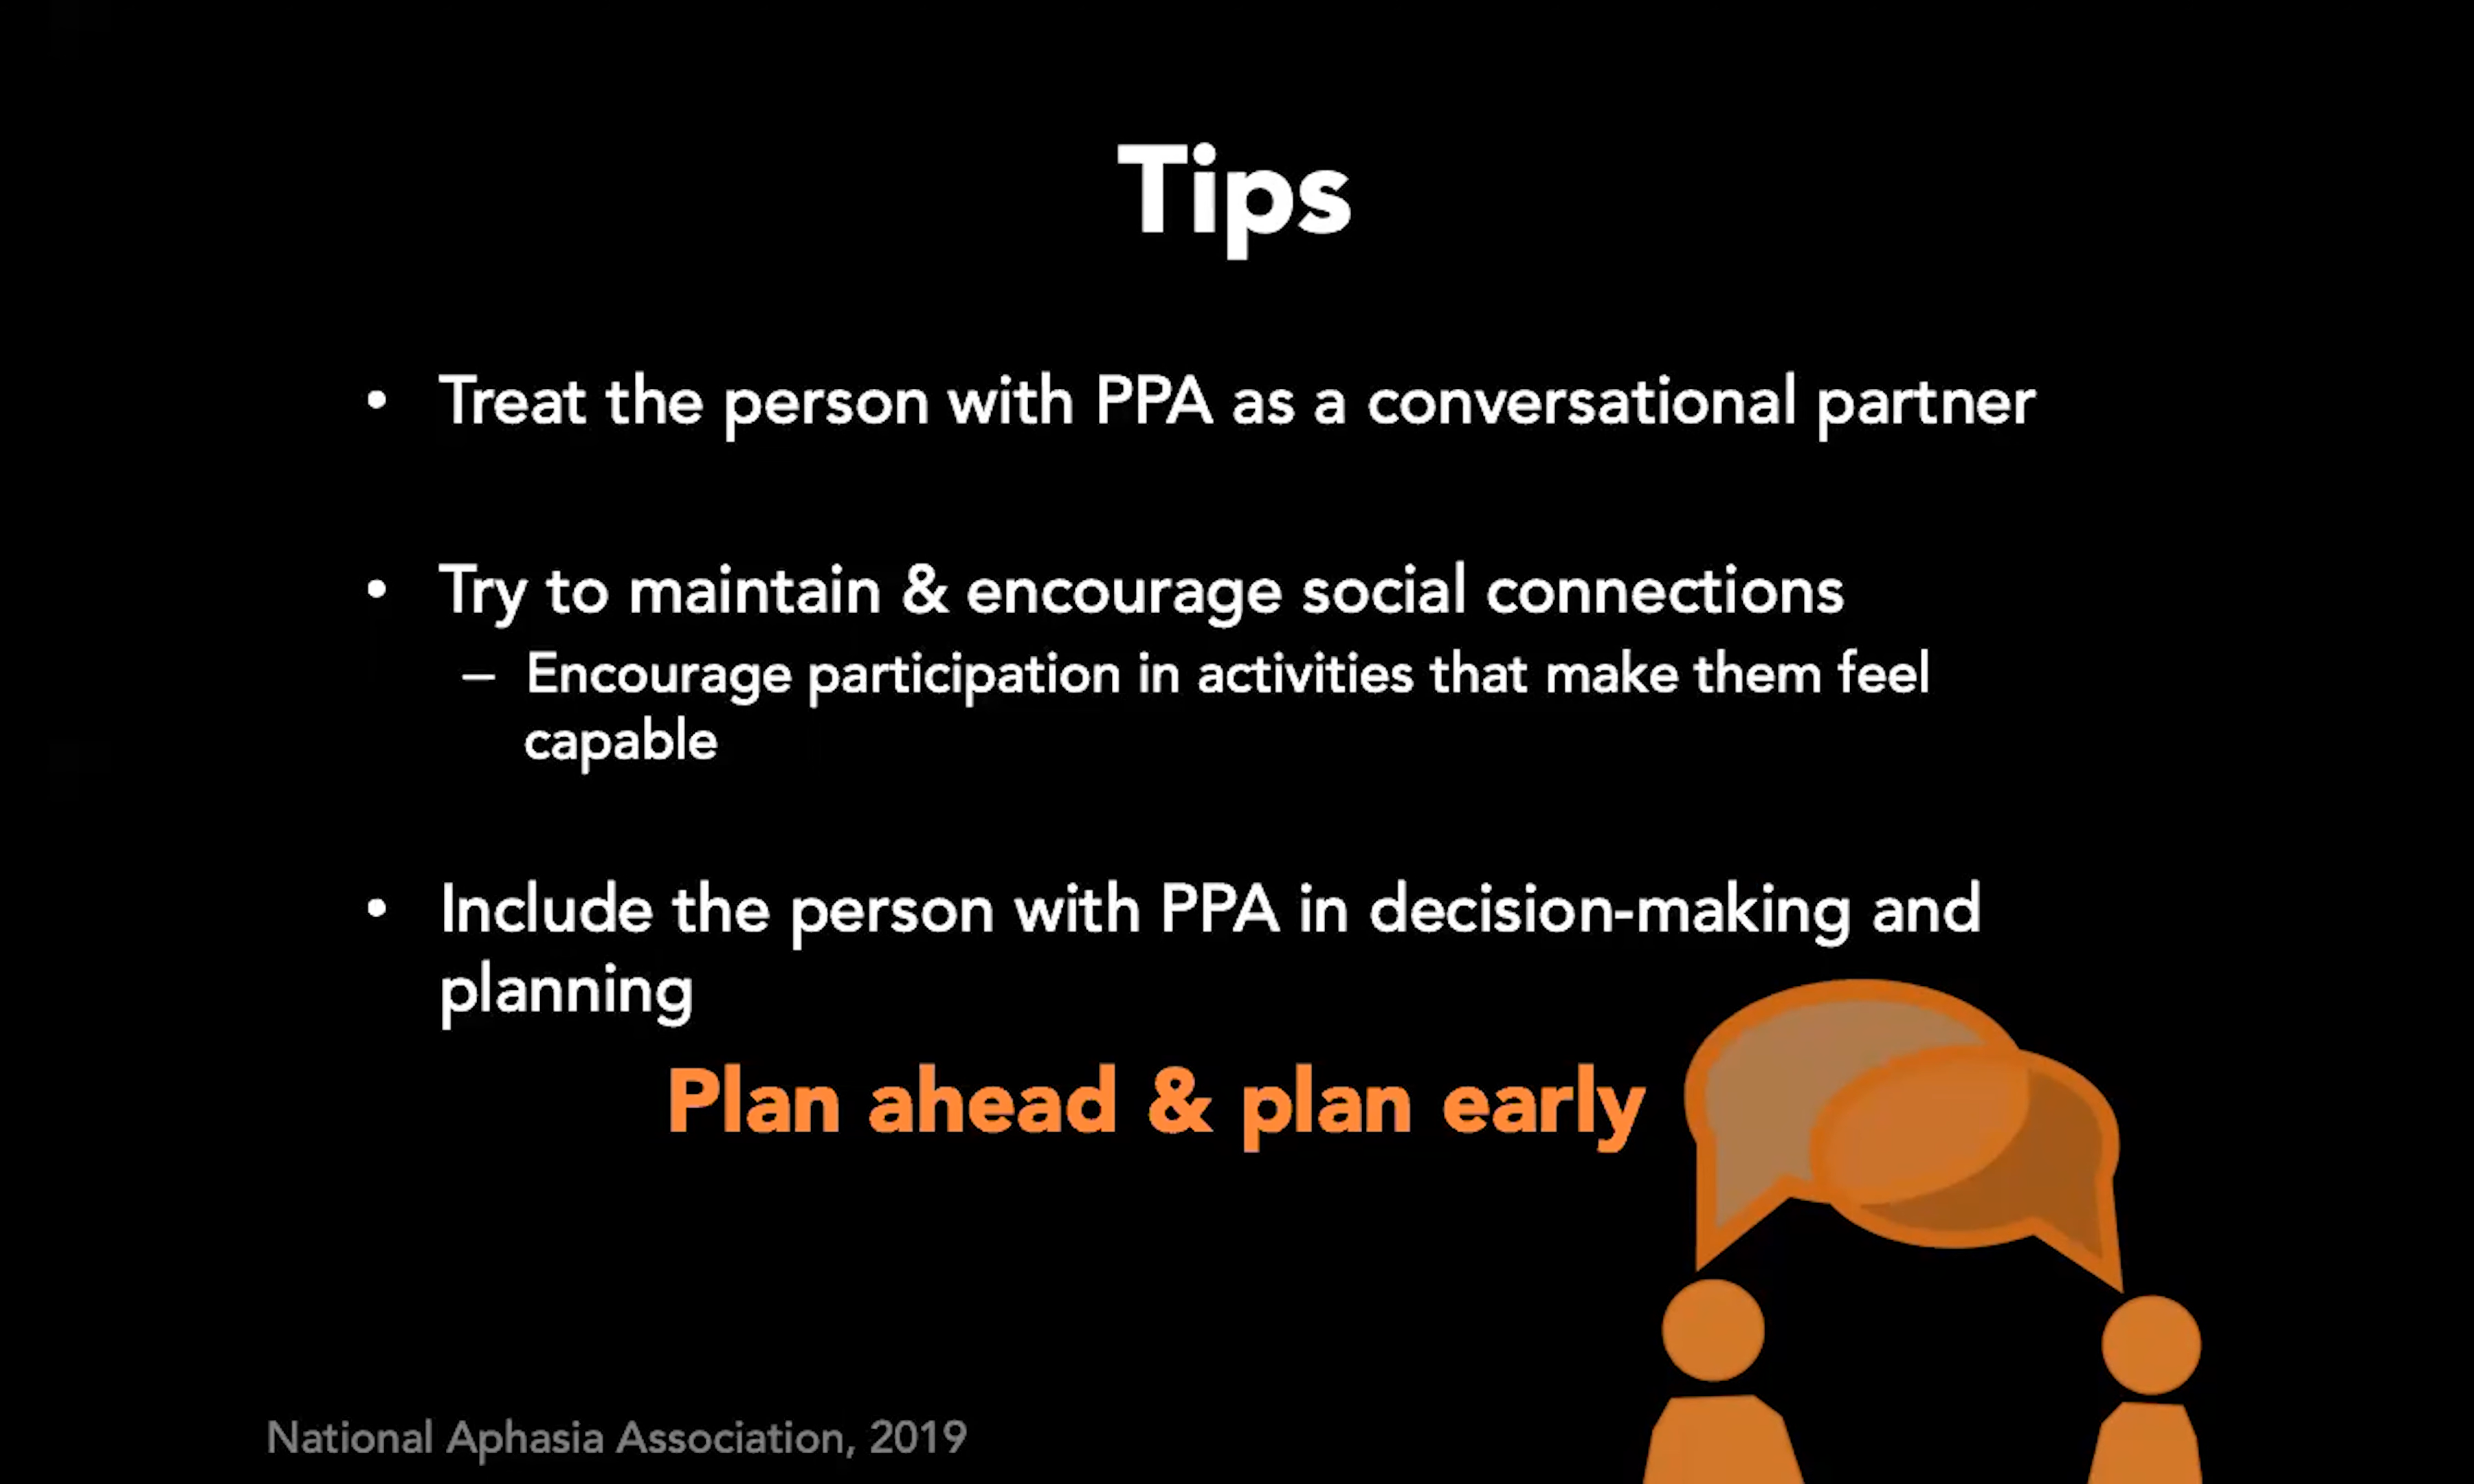 Tips
• Treat the person with PPA as a conversational partner
• Try to maintain & encourage social connections
– Encourage participation in activities that make them feel
capable
• Include the person with PPA in decision-making and
planning
Plan ahead & plan early
National Aphasia Association, 2019